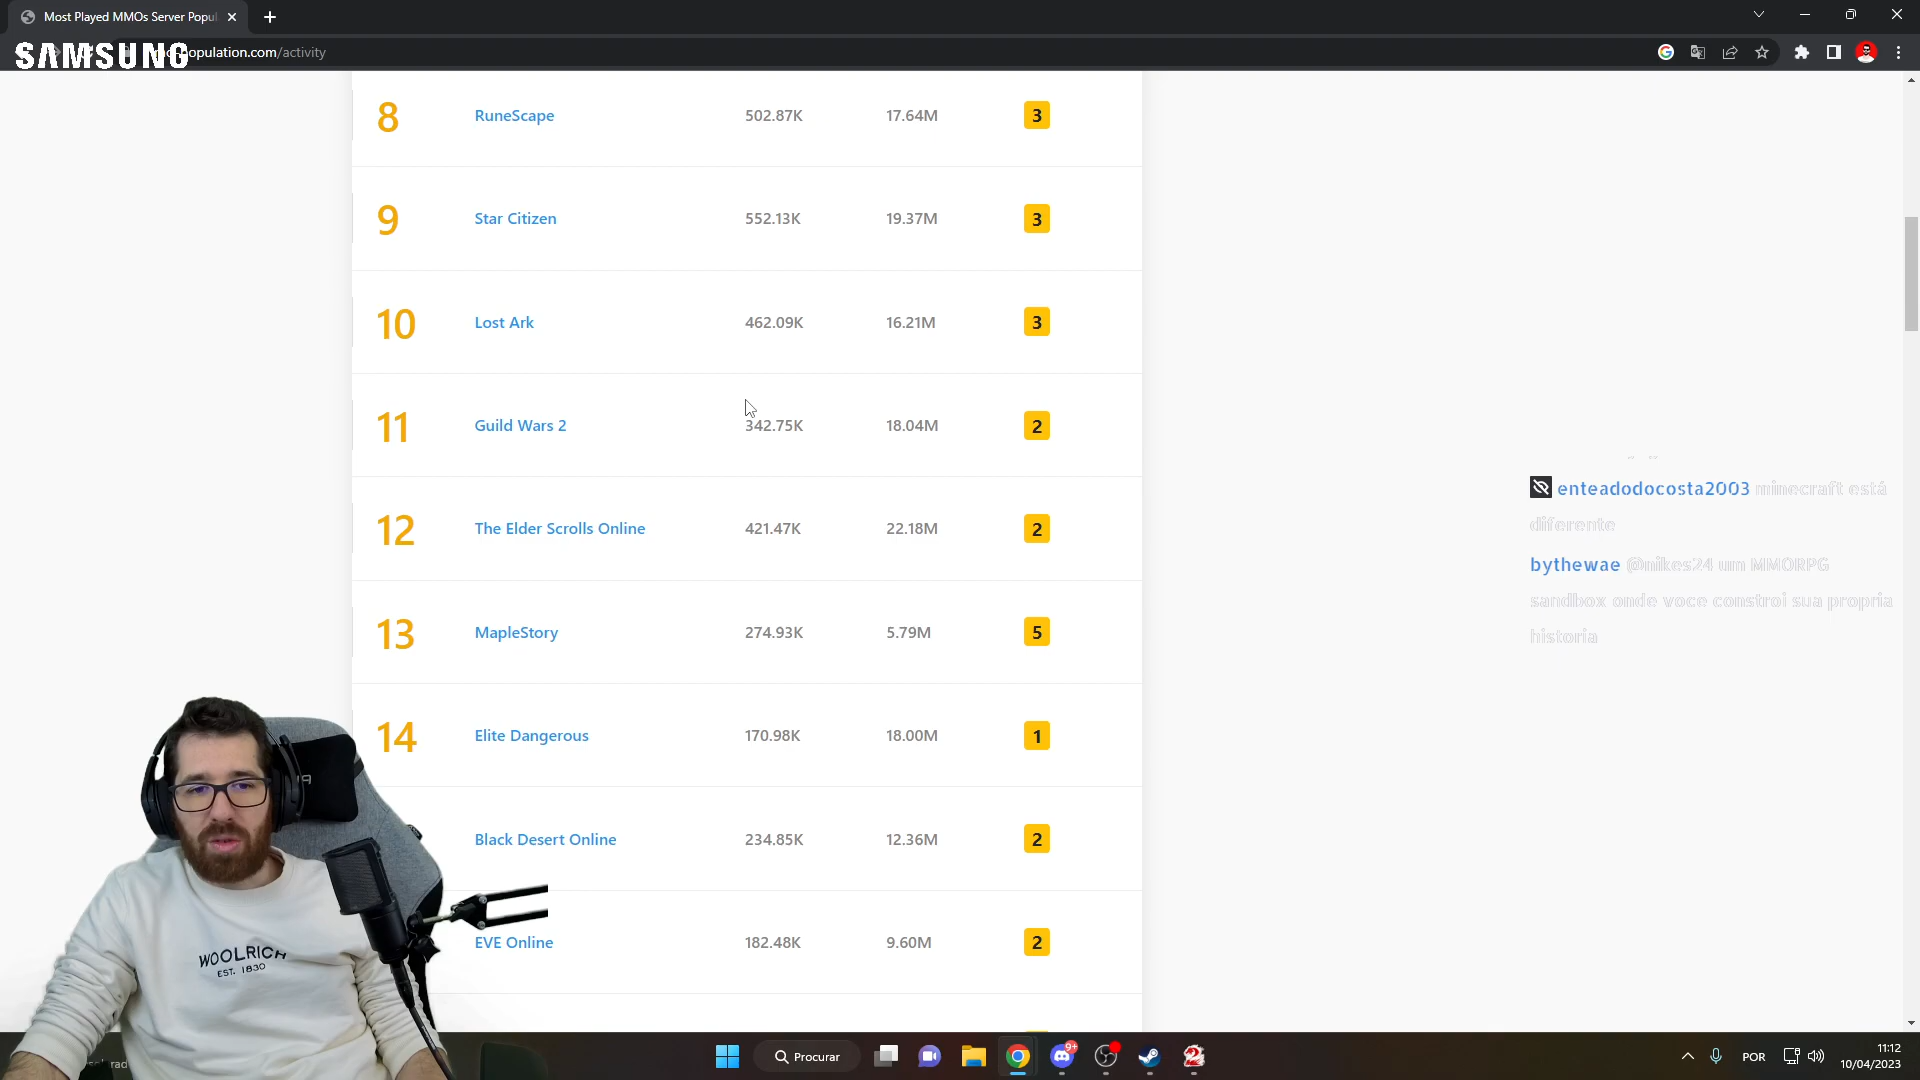 Most Played MMOs Server Popul
SAMSUNG
opulation.com/activity
8 RuneScape 502.87K 17.64M 3
9 Star Citizen 552.13K 19.37M 3
10 Lost Ark 462.09K 16.21M 3
11 Guild Wars 2 342.75K 18.04M 2
12 The Elder Scrolls Online 421.47K 22.18M 2
13 MapleStory 274.93K 5.79M 5
14 Elite Dangerous 170.98K 18.00M 1
Black Desert Online 234.85K 12.36M 2
EVE Online 182.48K 9.60M 2
enteadodocosta2003 minecraft está
diferente
bythewae @nikes24 um MMORPG
sandbox onde voce constroi sua propria
historia
WOOLRICH
EST. 1830
Procurar
9+
POR
11:12
10/04/2023